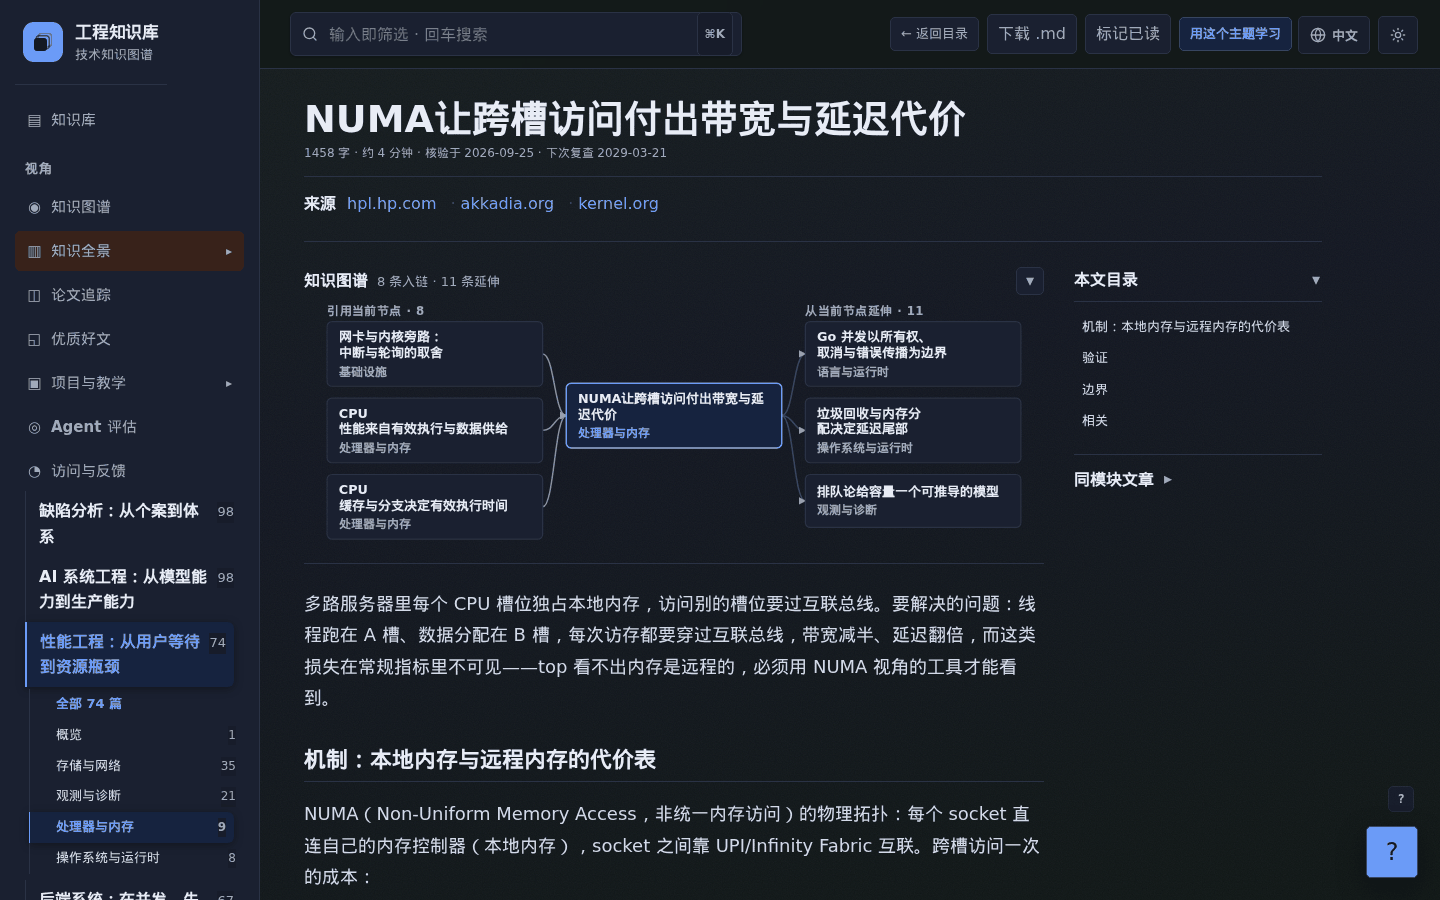 工程知识库
技术知识图谱
知识库
视角
知识图谱
知识全景
论文追踪
优质好文
项目与教学
Agent 评估
访问与反馈
缺陷分析：从个案到体系 98
AI 系统工程：从模型能力到生产能力 98
性能工程：从用户等待到资源瓶颈 74
全部 74 篇
概览 1
存储与网络 35
观测与诊断 21
处理器与内存 9
操作系统与运行时 8
输入即筛选 · 回车搜索 ⌘K
← 返回目录
下载 .md
标记已读
用这个主题学习
中文
NUMA让跨槽访问付出带宽与延迟代价
1458 字 · 约 4 分钟 · 核验于 2026-09-25 · 下次复查 2029-03-21
来源 hpl.hp.com · akkadia.org · kernel.org
知识图谱 8 条入链 · 11 条延伸
引用当前节点 · 8
网卡与内核旁路：
中断与轮询的取舍
基础设施
CPU
性能来自有效执行与数据供给
处理器与内存
CPU
缓存与分支决定有效执行时间
处理器与内存
NUMA让跨槽访问付出带宽与延
迟代价
处理器与内存
从当前节点延伸 · 11
Go 并发以所有权、
取消与错误传播为边界
语言与运行时
垃圾回收与内存分
配决定延迟尾部
操作系统与运行时
排队论给容量一个可推导的模型
观测与诊断
本文目录
机制：本地内存与远程内存的代价表
验证
边界
相关
同模块文章
多路服务器里每个 CPU 槽位独占本地内存，访问别的槽位要过互联总线。要解决的问题：线
程跑在 A 槽、数据分配在 B 槽，每次访存都要穿过互联总线，带宽减半、延迟翻倍，而这类
损失在常规指标里不可见——top 看不出内存是远程的，必须用 NUMA 视角的工具才能看
到。
机制：本地内存与远程内存的代价表
NUMA（Non-Uniform Memory Access，非统一内存访问）的物理拓扑：每个 socket 直
连自己的内存控制器（本地内存），socket 之间靠 UPI/Infinity Fabric 互联。跨槽访问一次
的成本：
?
?